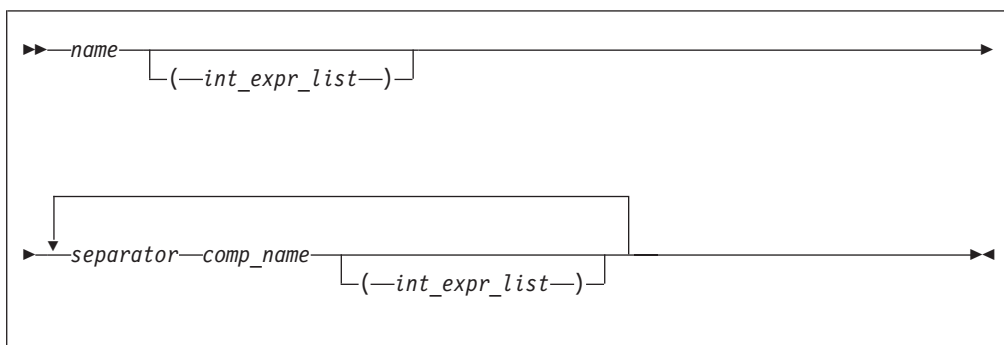 name
( int_expr_list )
separator comp_name
( int_expr_list )